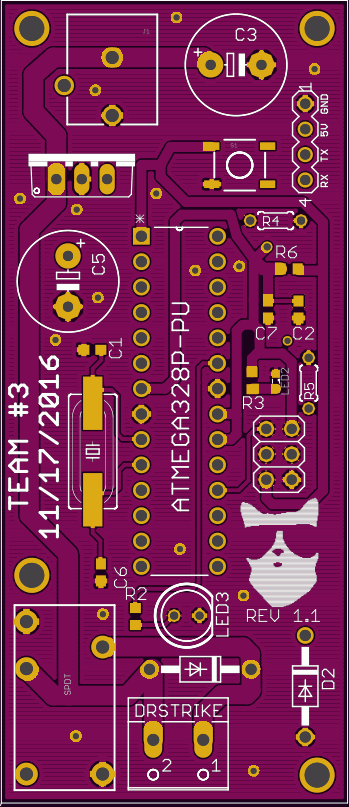 J1
C3
+
1
GND
5V
TX
RX
4
S1
R4
*
+
C5
R6
C7 C2
C1
LED2
R3
R5
ATMEGA328P-PU
TEAM #3
11/17/2016
C6
R2
LED3
REV 1.1
SPDT
D2
DRSTRIKE
2 1